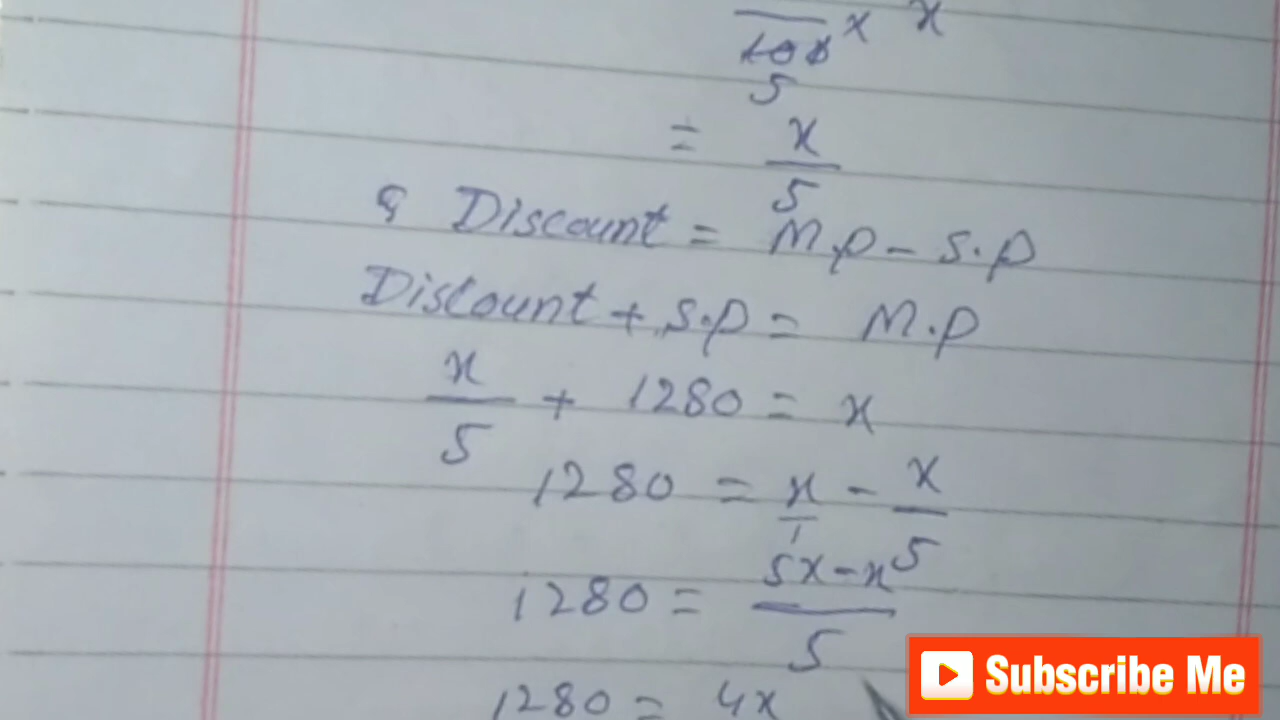 100 x x
5
= x/5
& Discount = M.P - S.P
Discount + S.P = M.P
x/5 + 1280 = x
1280 = x/1 - x/5
1280 = 5x-x/5
1280 = 4x
Subscribe Me